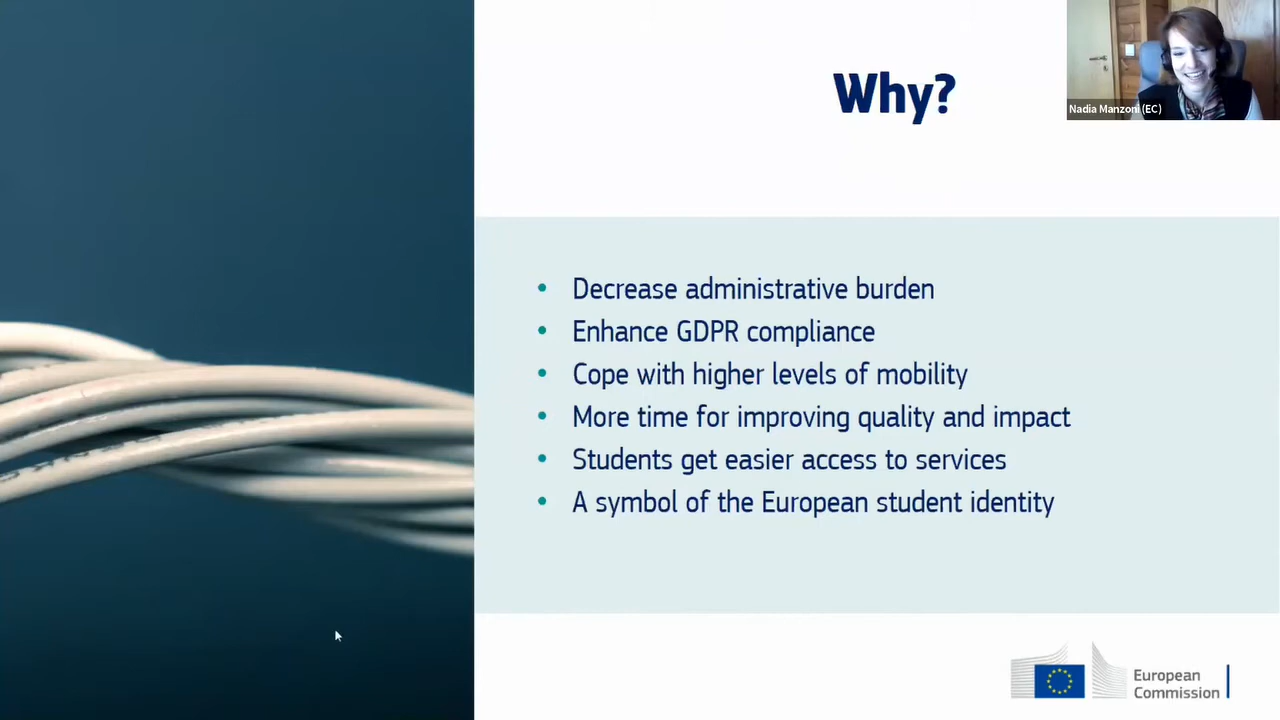 Why?
Nadia Manzoni (EC)
• Decrease administrative burden
• Enhance GDPR compliance
• Cope with higher levels of mobility
• More time for improving quality and impact
• Students get easier access to services
• A symbol of the European student identity
European
Commission